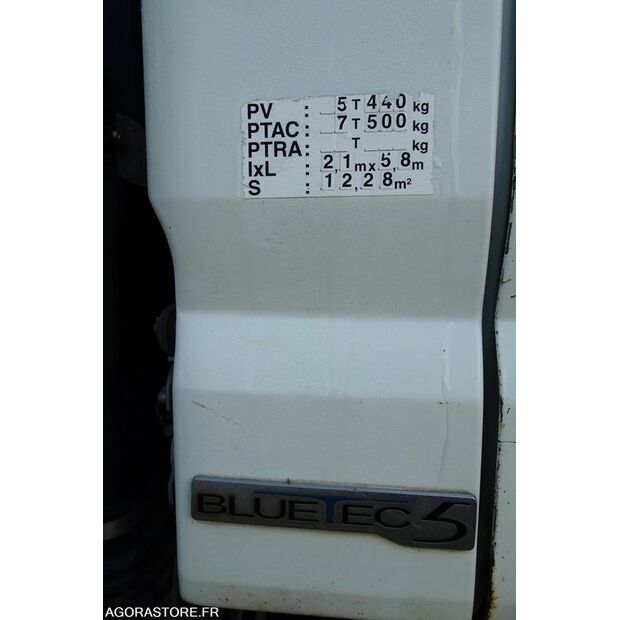 PV : 5 T 440 kg
PTAC : 7 T 500 kg
PTRA : T kg
lxL : 2,1 m x 5,8 m
S : 12,28 m²
BLUETEC 5
AGORASTORE.FR